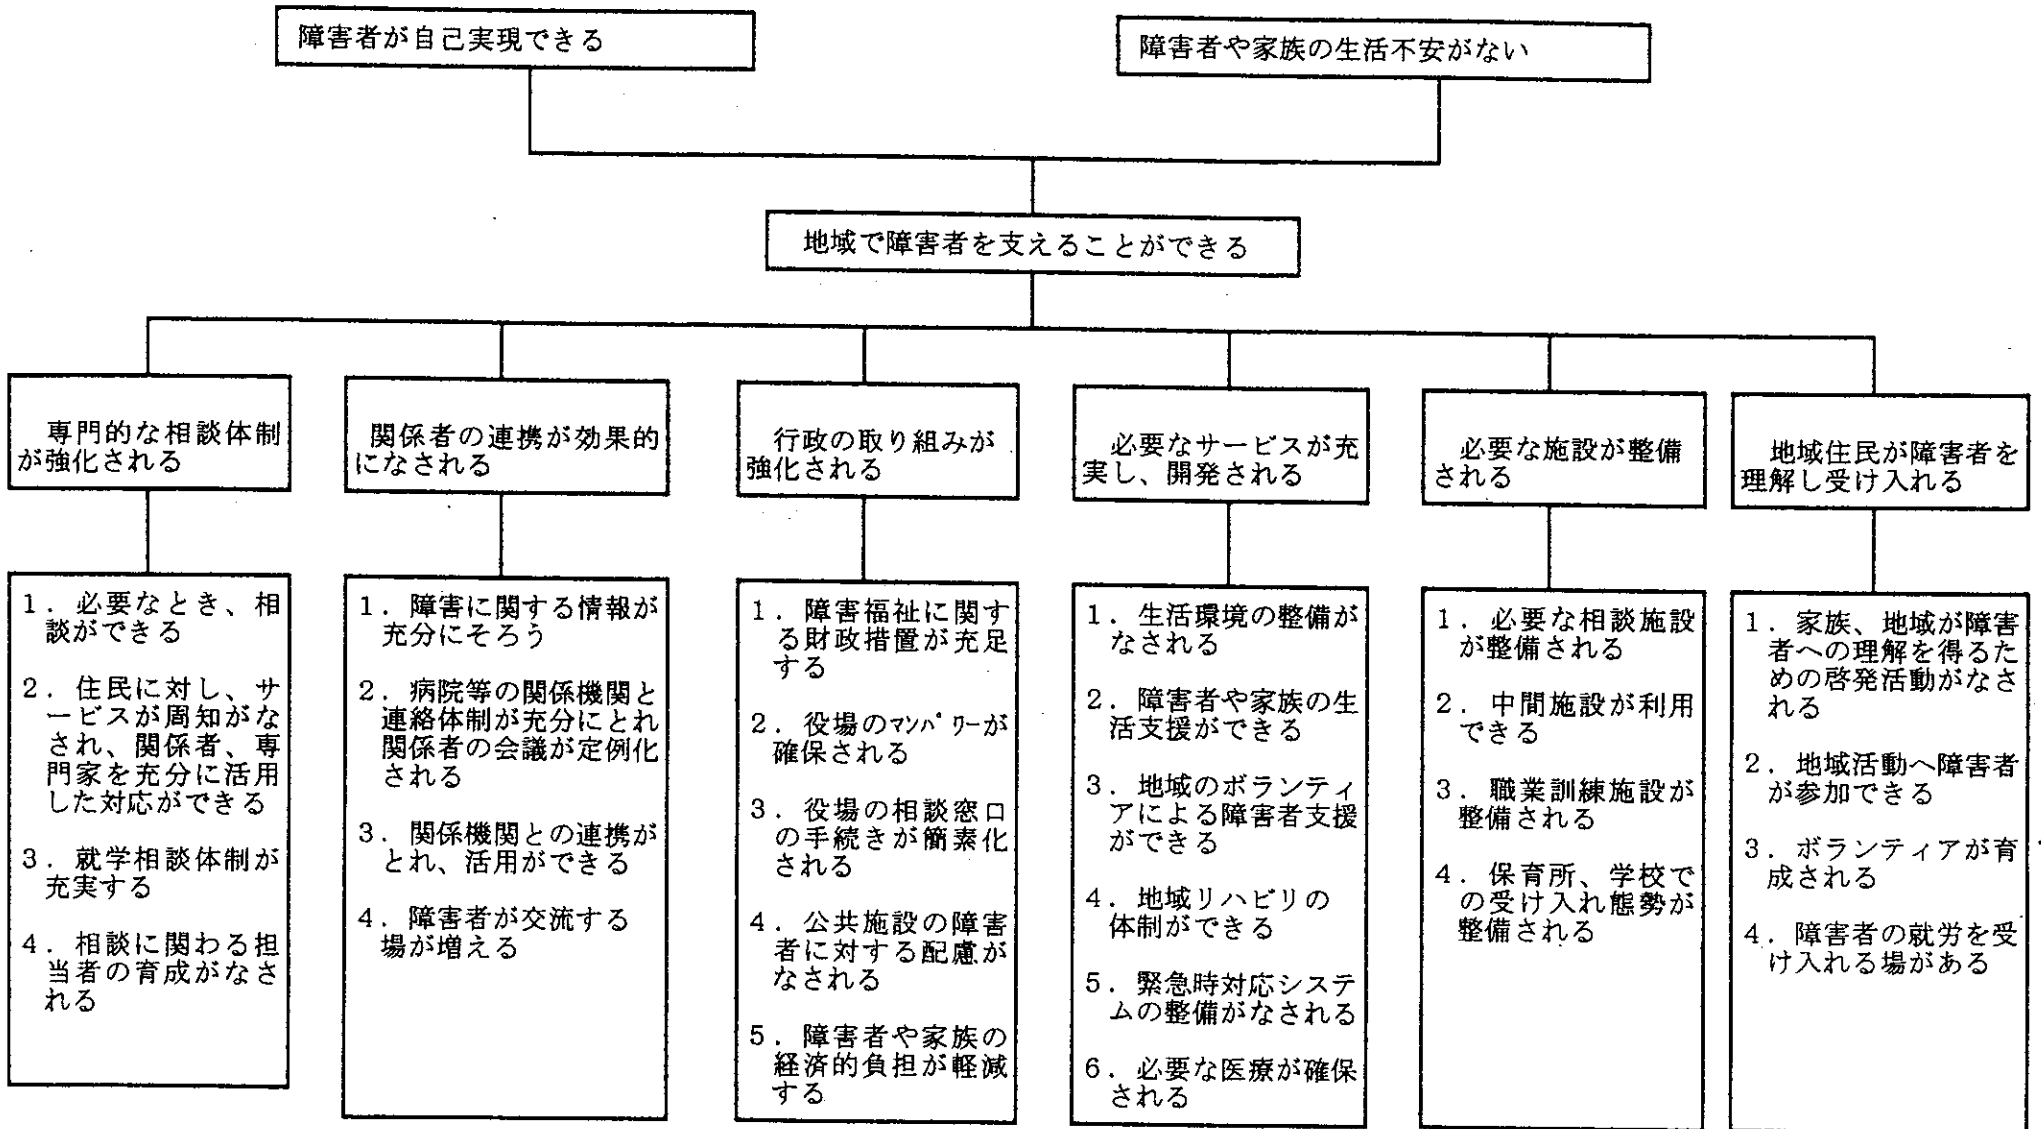 障害者が自己実現できる
障害者や家族の生活不安がない
地域で障害者を支えることができる
専門的な相談体制
が強化される
関係者の連携が効果的
になされる
行政の取り組みが
強化される
必要なサービスが充
実し、開発される
必要な施設が整備
される
地域住民が障害者を
理解し受け入れる
1．必要なとき、相
談ができる
2．住民に対し、サ
ービスが周知がな
され、関係者、専
門家を充分に活用
した対応ができる
3．就学相談体制が
充実する
4．相談に関わる担
当者の育成がなさ
れる
1．障害に関する情報が
充分にそろう
2．病院等の関係機関と
連絡体制が充分にとれ
関係者の会議が定例化
される
3．関係機関との連携が
とれ、活用ができる
4．障害者が交流する
場が増える
1．障害福祉に関す
る財政措置が充足
する
2．役場のﾏﾝﾊﾟﾜーが
確保される
3．役場の相談窓口
の手続きが簡素化
される
4．公共施設の障害
者に対する配慮が
なされる
5．障害者や家族の
経済的負担が軽減
する
1．生活環境の整備が
なされる
2．障害者や家族の生
活支援ができる
3．地域のボランティ
アによる障害者支援
ができる
4．地域リハビリの
体制ができる
5．緊急時対応システ
ムの整備がなされる
6．必要な医療が確保
される
1．必要な相談施設
が整備される
2．中間施設が利用
できる
3．職業訓練施設が
整備される
4．保育所、学校で
の受け入れ態勢が
整備される
1．家族、地域が障害
者への理解を得るた
めの啓発活動がなさ
れる
2．地域活動へ障害者
が参加できる
3．ボランティアが育
成される
4．障害者の就労を受
け入れる場がある